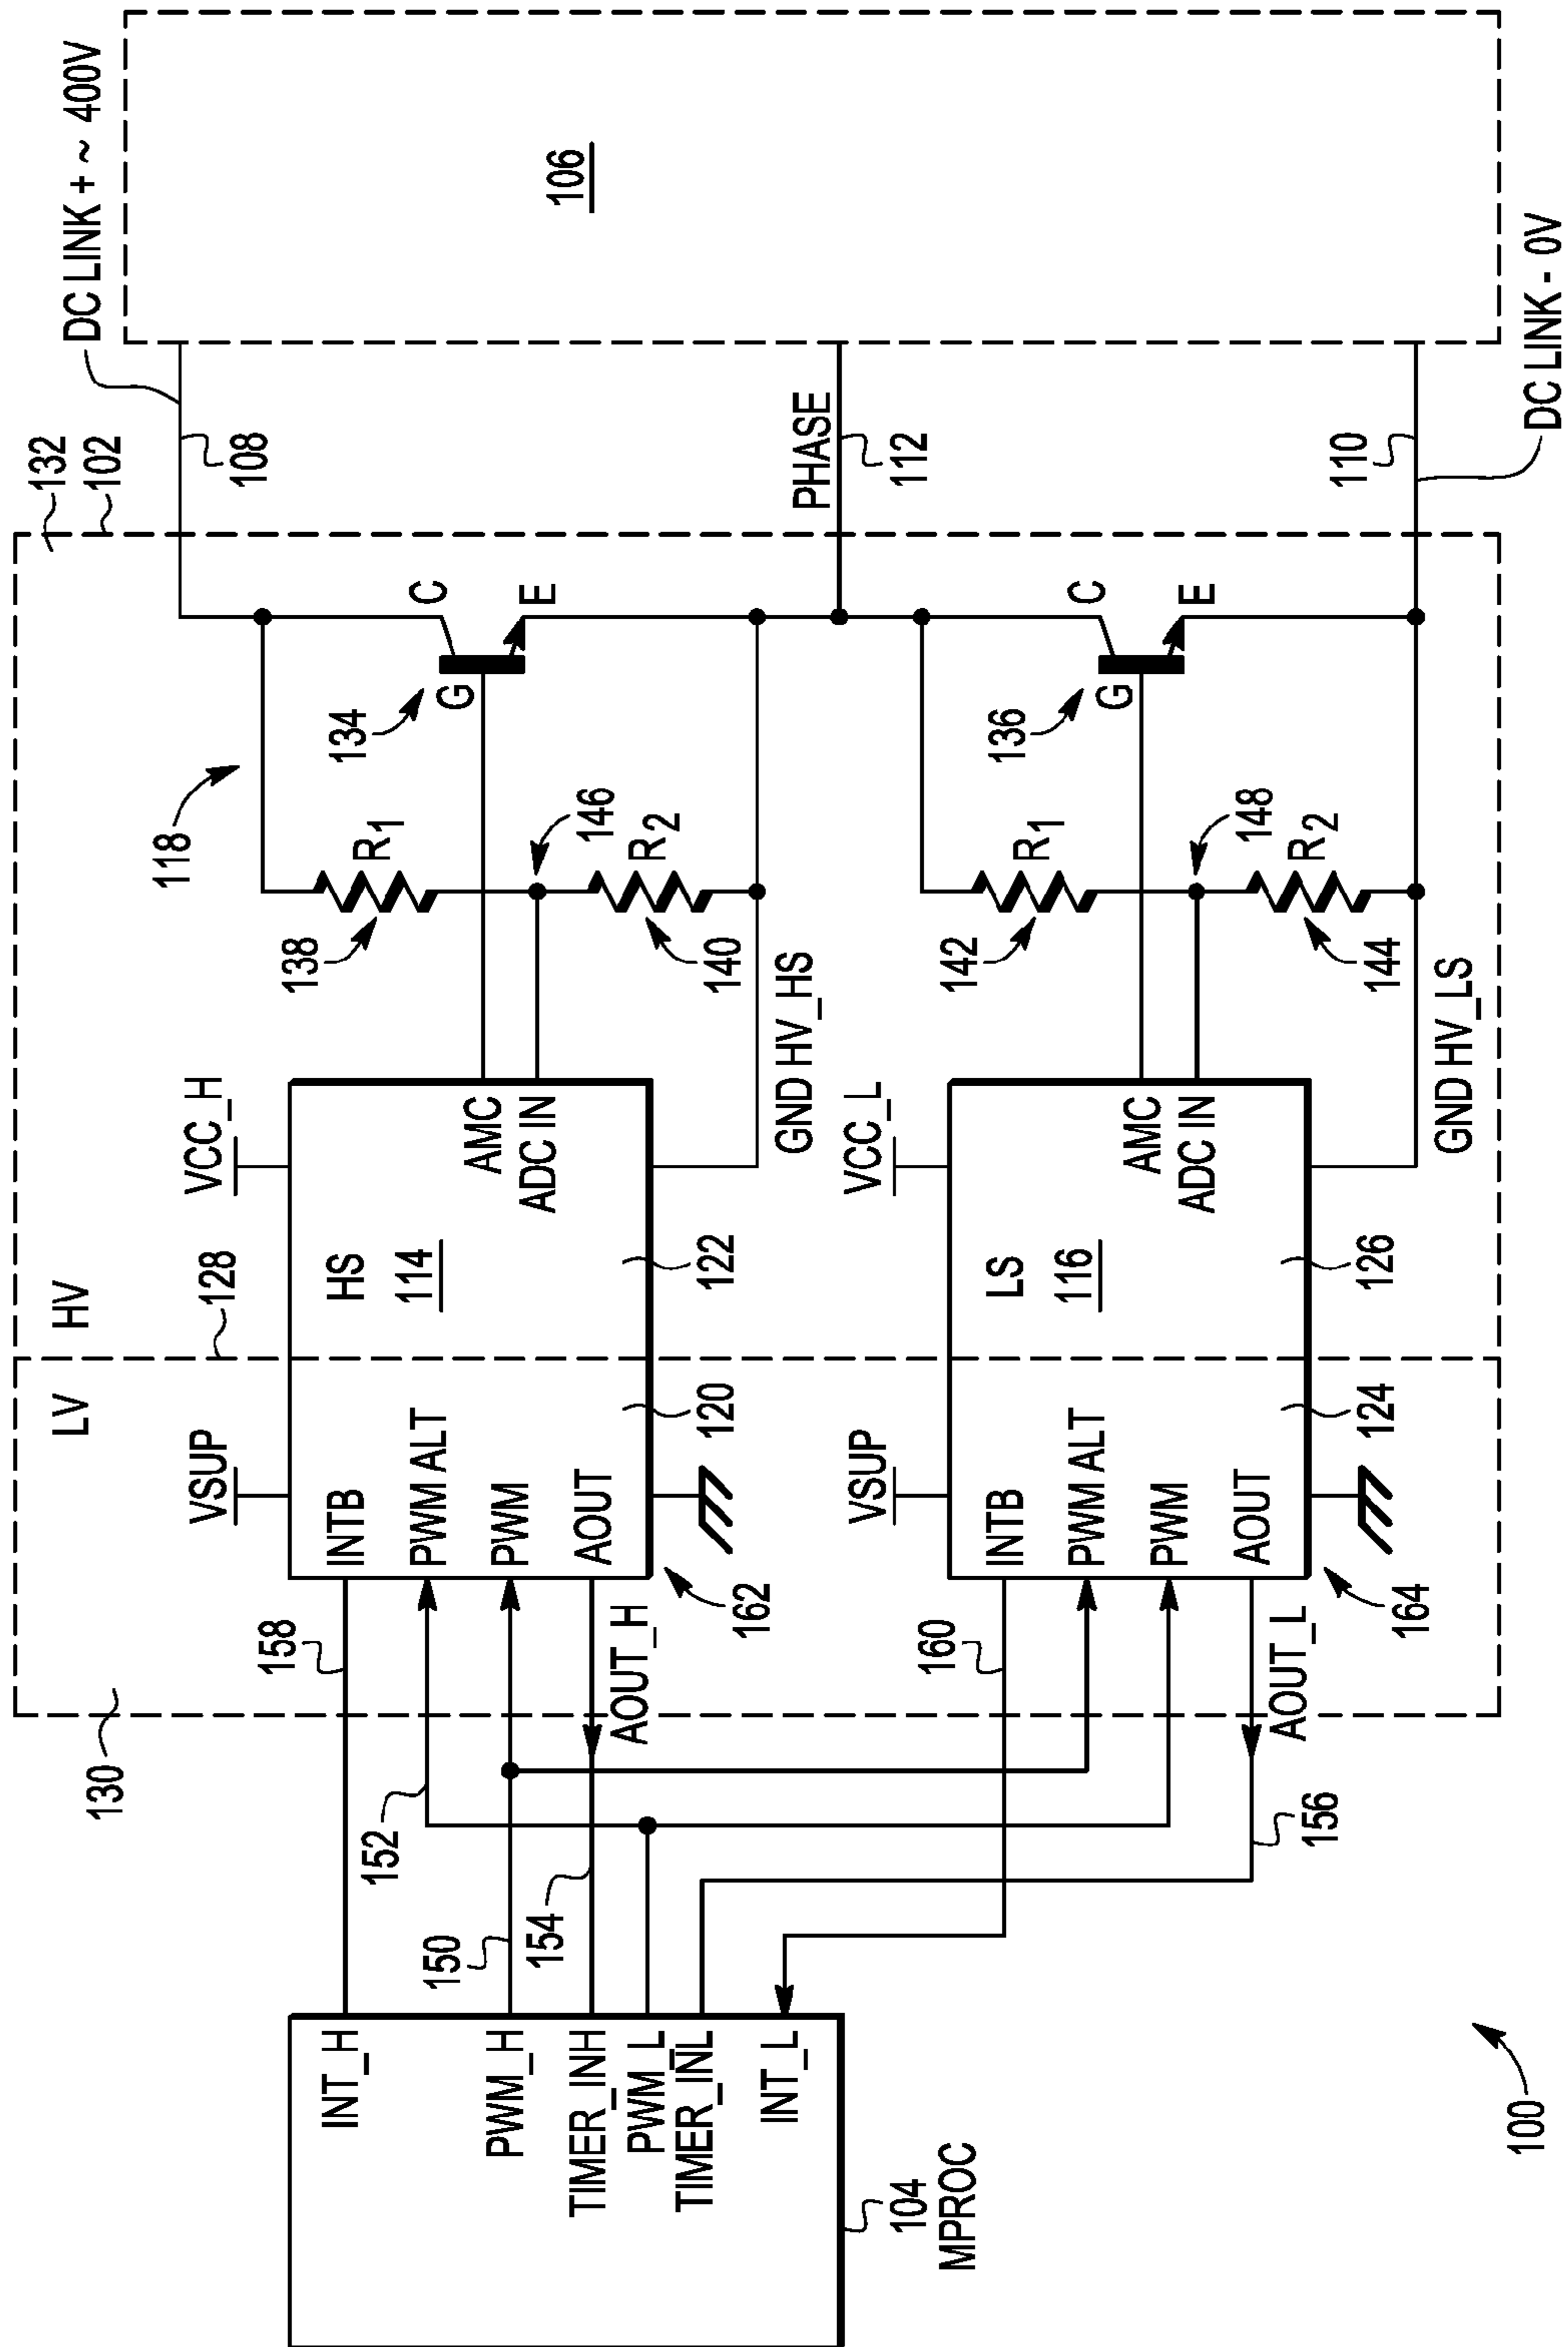 DC LINK + ~ 400V
132
102
108
106
118
134
C
G
E
R1
138
146
R2
140
PHASE
112
136
C
G
E
R1
142
148
R2
144
110
DC LINK - 0V
HV
128
LV
VCC_H
VSUP
HS
114
AMC
ADC IN
122
GND HV_HS
INTB
PWM ALT
PWM
AOUT
120
162
VCC_L
VSUP
LS
116
AMC
ADC IN
126
GND HV_LS
INTB
PWM ALT
PWM
AOUT
124
164
130
158
152
150
154
AOUT_H
160
AOUT_L
156
INT_H
PWM_H
TIMER_INH
PWM_L
TIMER_INL
INT_L
104
MPROC
100